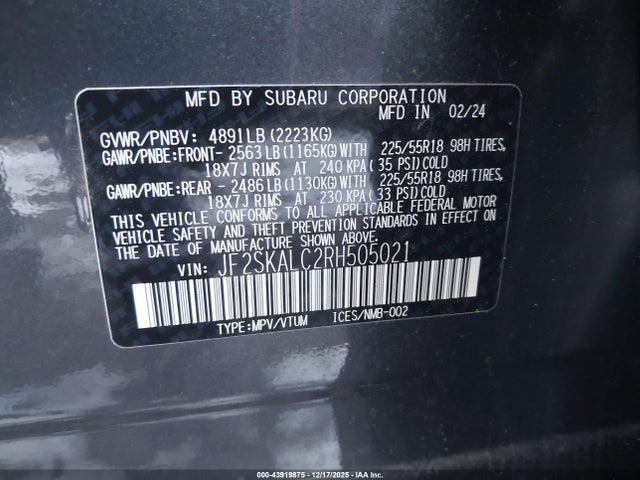 MFD BY SUBARU CORPORATION
MFD IN 02/24
GVWR/PNBV: 4891LB(2223KG)
GAWR/PNBE:FRONT- 2563LB(1165KG)WITH 225/55R18 98H TIRES,
18X7J RIMS AT 240 KPA(35 PSI)COLD
GAWR/PNBE:REAR - 2486LB(1130KG)WITH 225/55R18 98H TIRES,
18X7J RIMS AT 230 KPA(33 PSI)COLD
THIS VEHICLE CONFORMS TO ALL APPLICABLE FEDERAL MOTOR
VEHICLE SAFETY AND THEFT PREVENTION STANDARDS IN EFFECT ON
THE DATE OF MANUFACTURE SHOWN ABOVE.
VIN: JF2SKALC2RH505021
TYPE:MPV/VTUM ICES/NMB-002
000-43919875 - 12/17/2025 - IAA Inc.